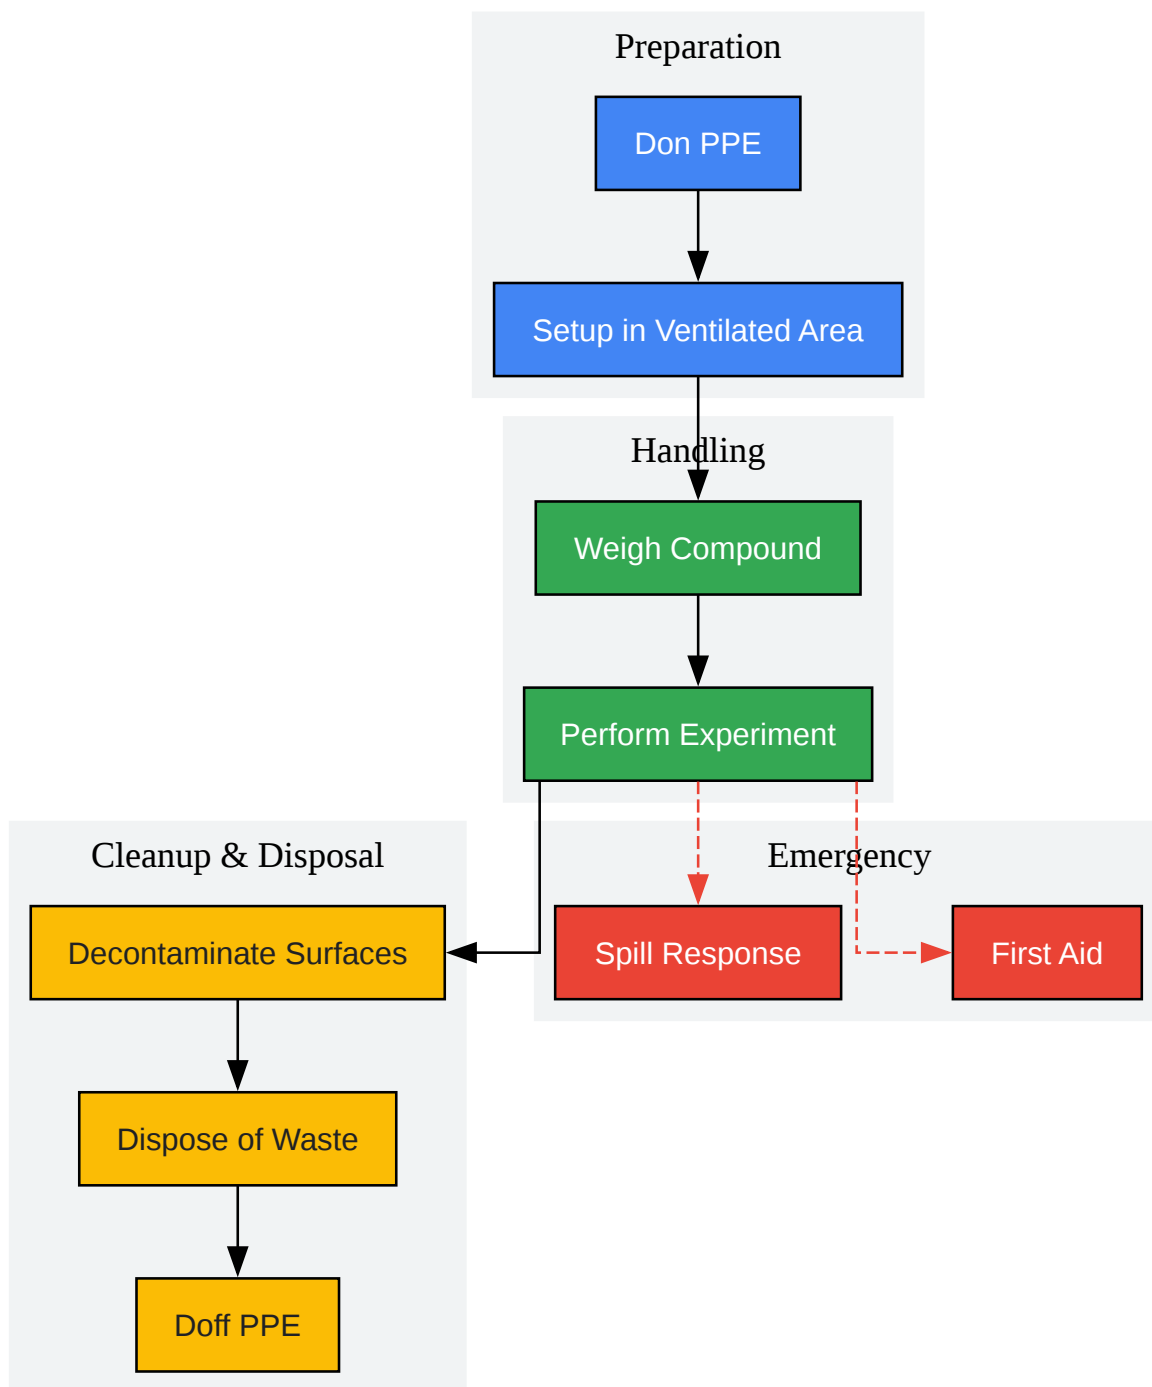 Preparation
Don PPE
Setup in Ventilated Area
Handling
Weigh Compound
Perform Experiment
Cleanup & Disposal
Decontaminate Surfaces
Dispose of Waste
Doff PPE
Emergency
Spill Response
First Aid